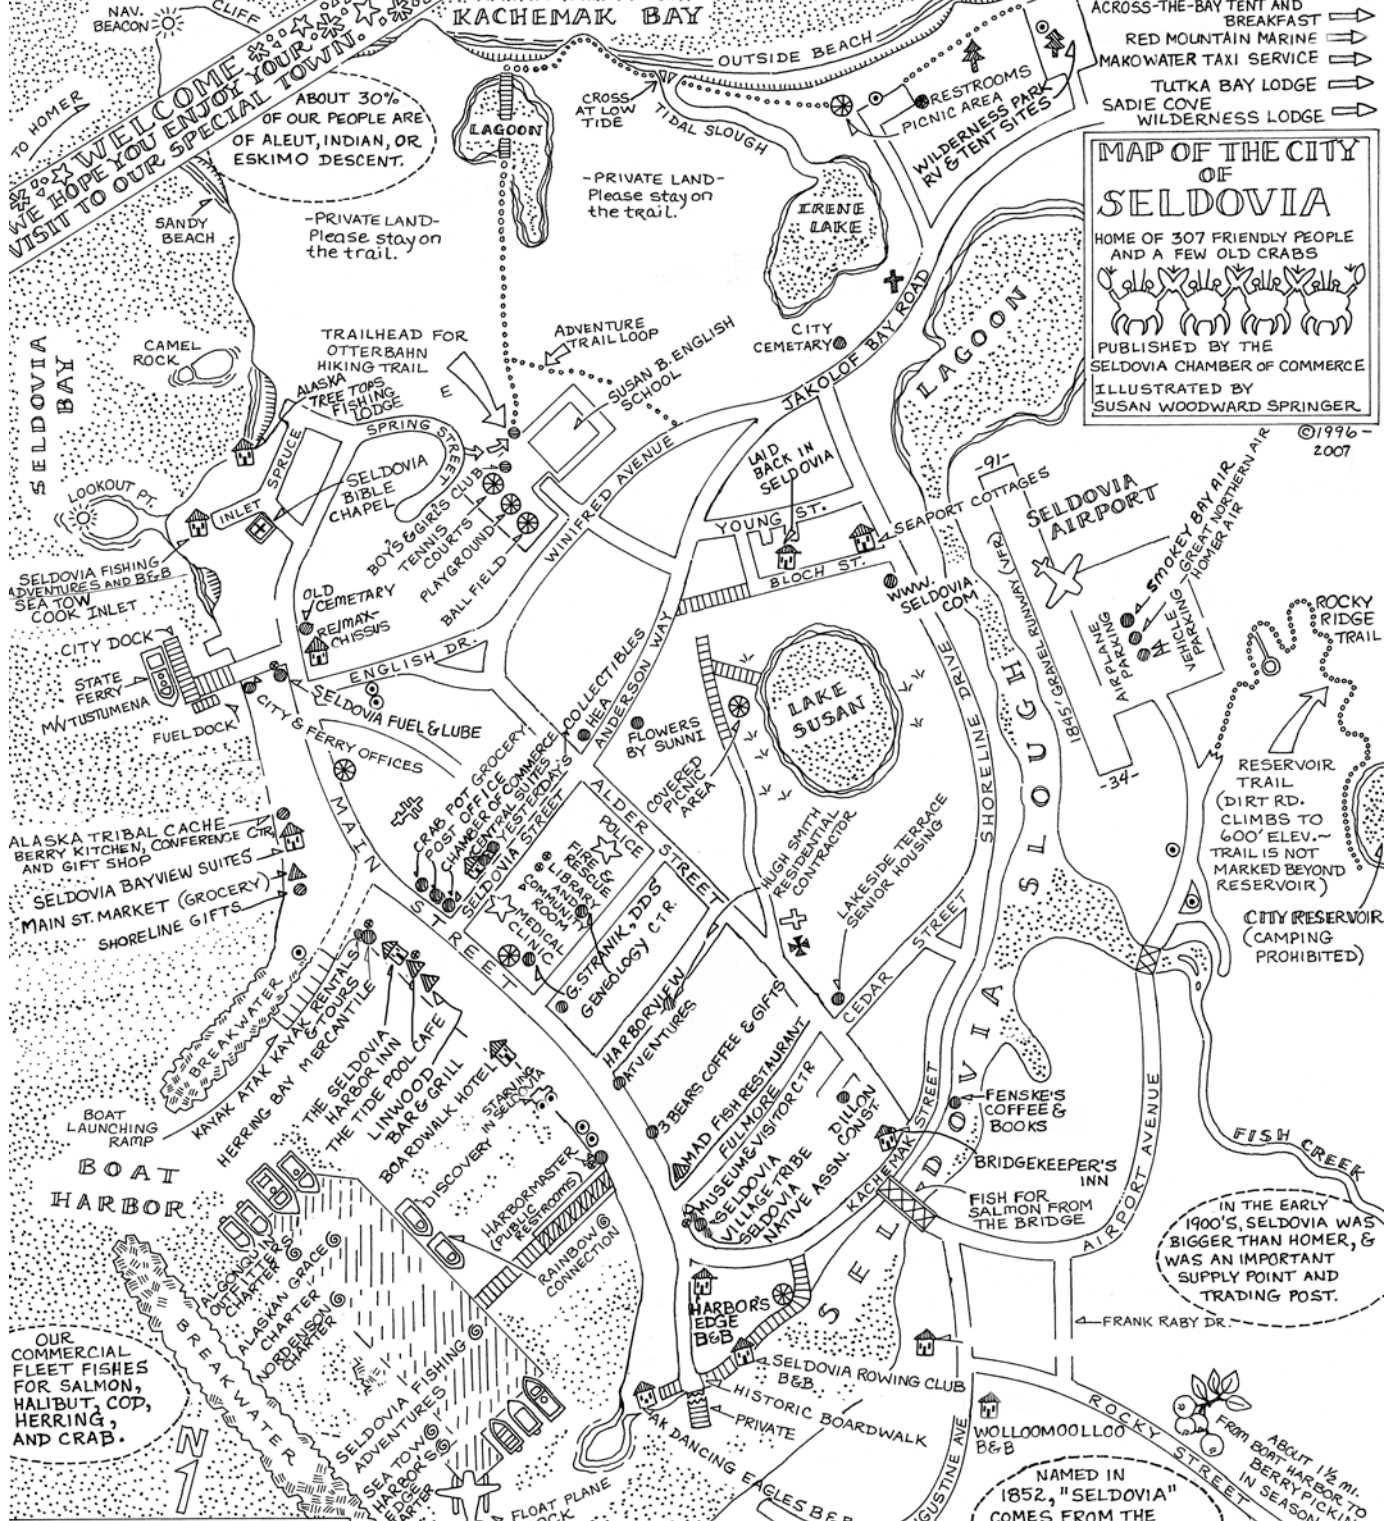 NAV.
BEACON
CLIFF
KACHEMAK BAY
OUTSIDE BEACH
ACROSS-THE-BAY TENT AND
BREAKFAST
RED MOUNTAIN MARINE
MAKO WATER TAXI SERVICE
TUTKA BAY LODGE
SADIE COVE
WILDERNESS LODGE
TO HOMER
WELCOME
WE HOPE YOU ENJOY YOUR
VISIT TO OUR SPECIAL TOWN.
ABOUT 30%
OF OUR PEOPLE ARE
OF ALEUT, INDIAN, OR
ESKIMO DESCENT.
LAGOON
CROSS
AT LOW
TIDE
TIDAL SLOUGH
RESTROOMS
PICNIC AREA
WILDERNESS PARK
RV & TENT SITES
MAP OF THE CITY
OF
SELDOVIA
HOME OF 307 FRIENDLY PEOPLE
AND A FEW OLD CRABS
PUBLISHED BY THE
SELDOVIA CHAMBER OF COMMERCE
ILLUSTRATED BY
SUSAN WOODWARD SPRINGER
©1996-
2007
SANDY
BEACH
-PRIVATE LAND-
Please stay on
the trail.
-PRIVATE LAND-
Please stay on
the trail.
IRENE
LAKE
CITY
CEMETARY
JAKOLOF BAY ROAD
LAGOON
SELDOVIA
BAY
CAMEL
ROCK
TRAILHEAD FOR
OTTERBAHN
HIKING TRAIL
E
ADVENTURE
TRAIL LOOP
SUSAN B. ENGLISH
SCHOOL
ALASKA
TREE TOPS
FISHING
LODGE
SPRING STREET
SPRUCE
INLET
SELDOVIA
BIBLE
CHAPEL
LOOKOUT PT.
BOY'S & GIRL'S CLUB
TENNIS
COURTS
PLAYGROUND
BALL FIELD
WINIFRED AVENUE
LAID
BACK IN
SELDOVIA
YOUNG ST.
BLOCH ST.
SEAPORT COTTAGES
WWW.
SELDOVIA.
COM
-91-
SELDOVIA
AIRPORT
1845' GRAVEL RUNWAY (VFR)
-34-
SMOKEY BAY AIR
GREAT NORTHERN AIR
HOMER AIR
AIRPLANE
PARKING
VEHICLE
PARKING
ROCKY
RIDGE
TRAIL
RESERVOIR
TRAIL
(DIRT RD.
CLIMBS TO
600' ELEV.~
TRAIL IS NOT
MARKED BEYOND
RESERVOIR)
CITY RESERVOIR
(CAMPING
PROHIBITED)
SELDOVIA FISHING
ADVENTURES AND B&B
SEA TOW
COOK INLET
OLD
CEMETARY
RE/MAX-
CHISSUS
ENGLISH DR.
CITY DOCK
STATE
FERRY
M/V TUSTUMENA
FUEL DOCK
SELDOVIA FUEL & LUBE
CITY & FERRY OFFICES
COLLECTIBLES
HEA
ANDERSON WAY
FLOWERS
BY SUNNI
COVERED
PICNIC
AREA
LAKE
SUSAN
SHORELINE DRIVE
SELDOVIA SLOUGH
ALASKA TRIBAL CACHE
BERRY KITCHEN, CONFERENCE CTR,
AND GIFT SHOP
SELDOVIA BAYVIEW SUITES
MAIN ST. MARKET (GROCERY)
SHORELINE GIFTS
MAIN STREET
CRAB POT GROCERY
POST OFFICE
CHAMBER OF COMMERCE
CENTRAL SUITES
YESTERDAY'S
SELDOVIA STREET
ALDER STREET
POLICE
FIRE
RESCUE
LIBRARY
AND
COMMUNITY
ROOM
MEDICAL
CLINIC
G. STRANIK, DDS
GENEOLOGY CTR.
HUGH SMITH
RESIDENTIAL
CONTRACTOR
LAKESIDE TERRACE
SENIOR HOUSING
CEDAR STREET
HARBORVIEW
ATVENTURES
3 BEARS COFFEE & GIFTS
MAD FISH RESTAURANT
FULMORE
MUSEUM & VISITOR CTR
SELDOVIA
VILLAGE TRIBE
SELDOVIA
NATIVE ASSN.
DILLON
CONST.
KACHEMAK STREET
BREAKWATER
BOAT
LAUNCHING
RAMP
KAYAK ATAK KAYAK RENTALS
& TOURS
HERRING BAY MERCANTILE
THE SELDOVIA
HARBOR INN
THE TIDE POOL CAFE
LINWOOD
BAR & GRILL
BOARDWALK HOTEL
STARVING
IN SELDOVIA
DISCOVERY
HARBORMASTER
(PUBLIC
RESTROOMS)
RAINBOW
CONNECTION
BOAT
HARBOR
ALGONQUIN
OUTFITTERS
CHARTERS
ALASKAN GRACE
CHARTER
NORDENSON
CHARTER
SELDOVIA FISHING
ADVENTURES
SEA TOW
HARBOR'S
EDGE
CHARTER
BREAKWATER
FLOAT PLANE
OUR
COMMERCIAL
FLEET FISHES
FOR SALMON,
HALIBUT, COD,
HERRING,
AND CRAB.
N
FENSKE'S
COFFEE &
BOOKS
BRIDGEKEEPER'S
INN
FISH FOR
SALMON FROM
THE BRIDGE
AIRPORT AVENUE
FISH CREEK
IN THE EARLY
1900'S, SELDOVIA WAS
BIGGER THAN HOMER, &
WAS AN IMPORTANT
SUPPLY POINT AND
TRADING POST.
FRANK RABY DR.
HARBOR'S
EDGE
B&B
SELDOVIA ROWING CLUB
B&B
HISTORIC BOARDWALK
PRIVATE
DANCING EAGLES B&B
WOLLOOMOOLLOO
B&B
ROCKY STREET
ABOUT 1½ mi.
FROM BOAT HARBOR TO
BERRY PICKIN
IN SEASON
NAMED IN
1852, "SELDOVIA"
COMES FROM THE